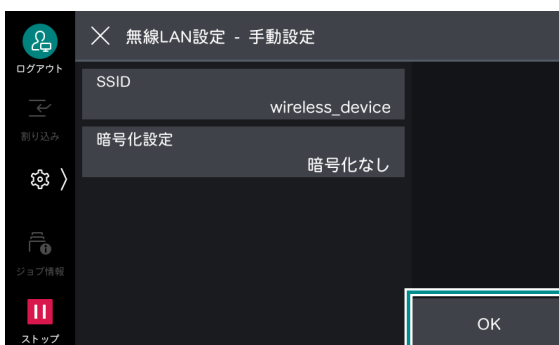 無線LAN設定 - 手動設定
ログアウト
SSID
wireless_device
割り込み
暗号化設定
暗号化なし
ジョブ情報
OK
ストップ